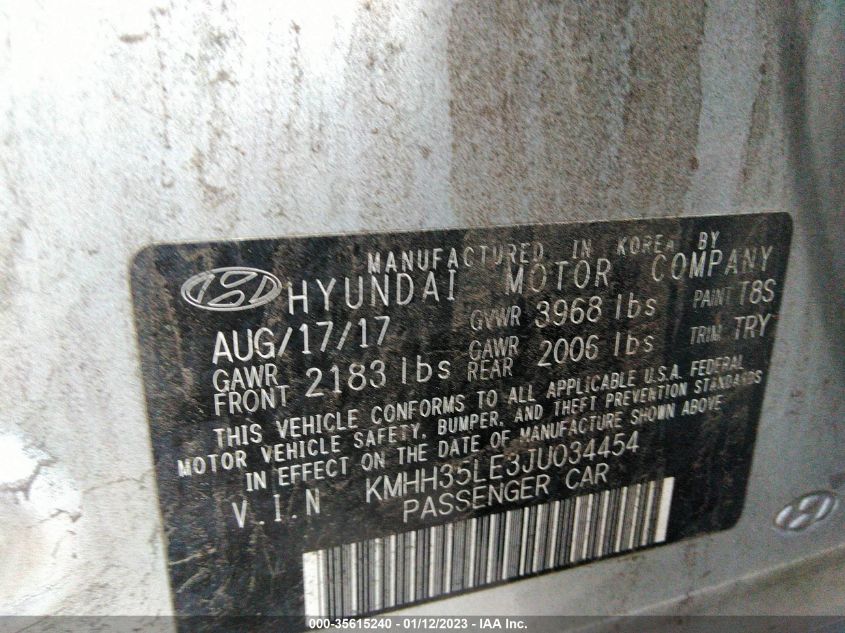 MANUFACTURED IN KOREA BY
HYUNDAI MOTOR COMPANY
AUG/17/17 GVWR 3968 lbs PAINT T8S
GAWR FRONT 2183 lbs GAWR REAR 2006 lbs TRIM TRY
THIS VEHICLE CONFORMS TO ALL APPLICABLE U.S.A. FEDERAL
MOTOR VEHICLE SAFETY, BUMPER, AND THEFT PREVENTION STANDARDS
IN EFFECT ON THE DATE OF MANUFACTURE SHOWN ABOVE
V.I.N KMHH35LE3JU034454
PASSENGER CAR
000-35615240 - 01/12/2023 - IAA Inc.